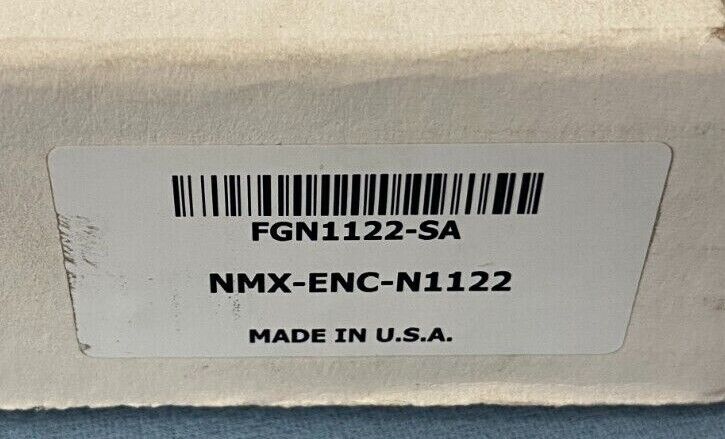 FGN1122-SA
NMX-ENC-N1122
MADE IN U.S.A.